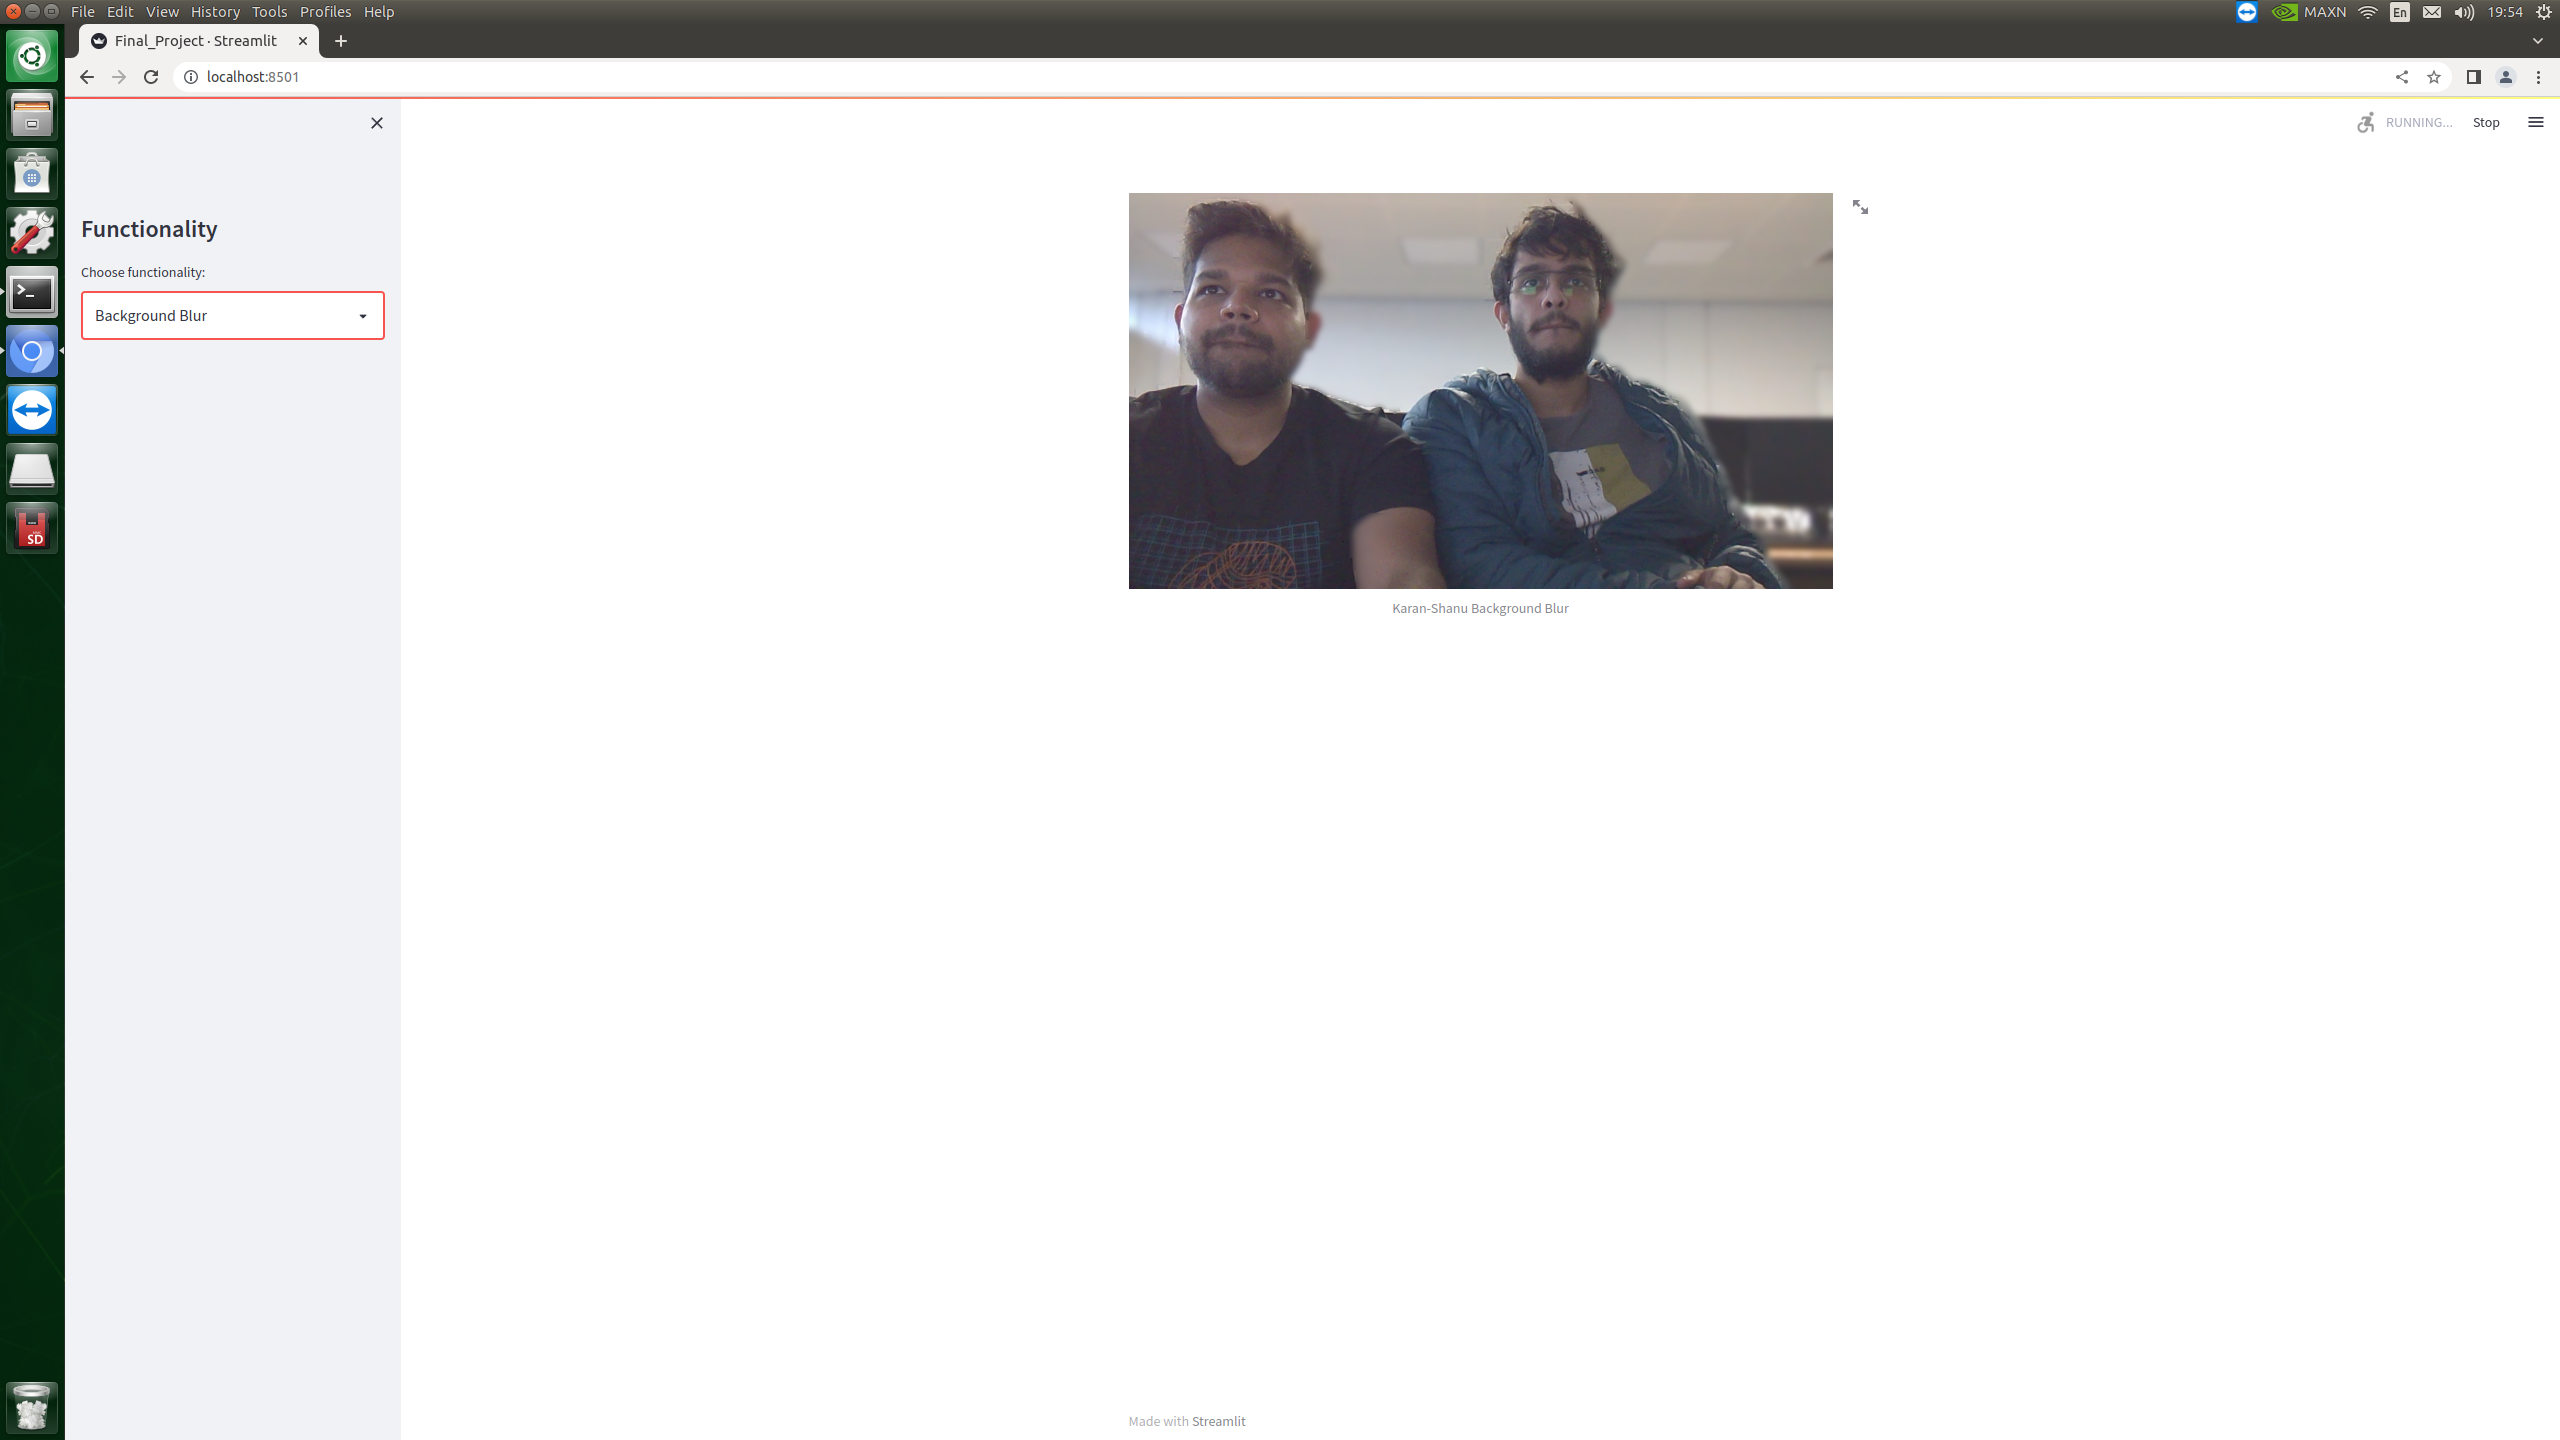 File Edit View History Tools Profiles Help
MAXN En 19:54
Final_Project · Streamlit
localhost:8501
RUNNING... Stop
Functionality
Choose functionality:
Background Blur
Karan-Shanu Background Blur
SD
Made with Streamlit